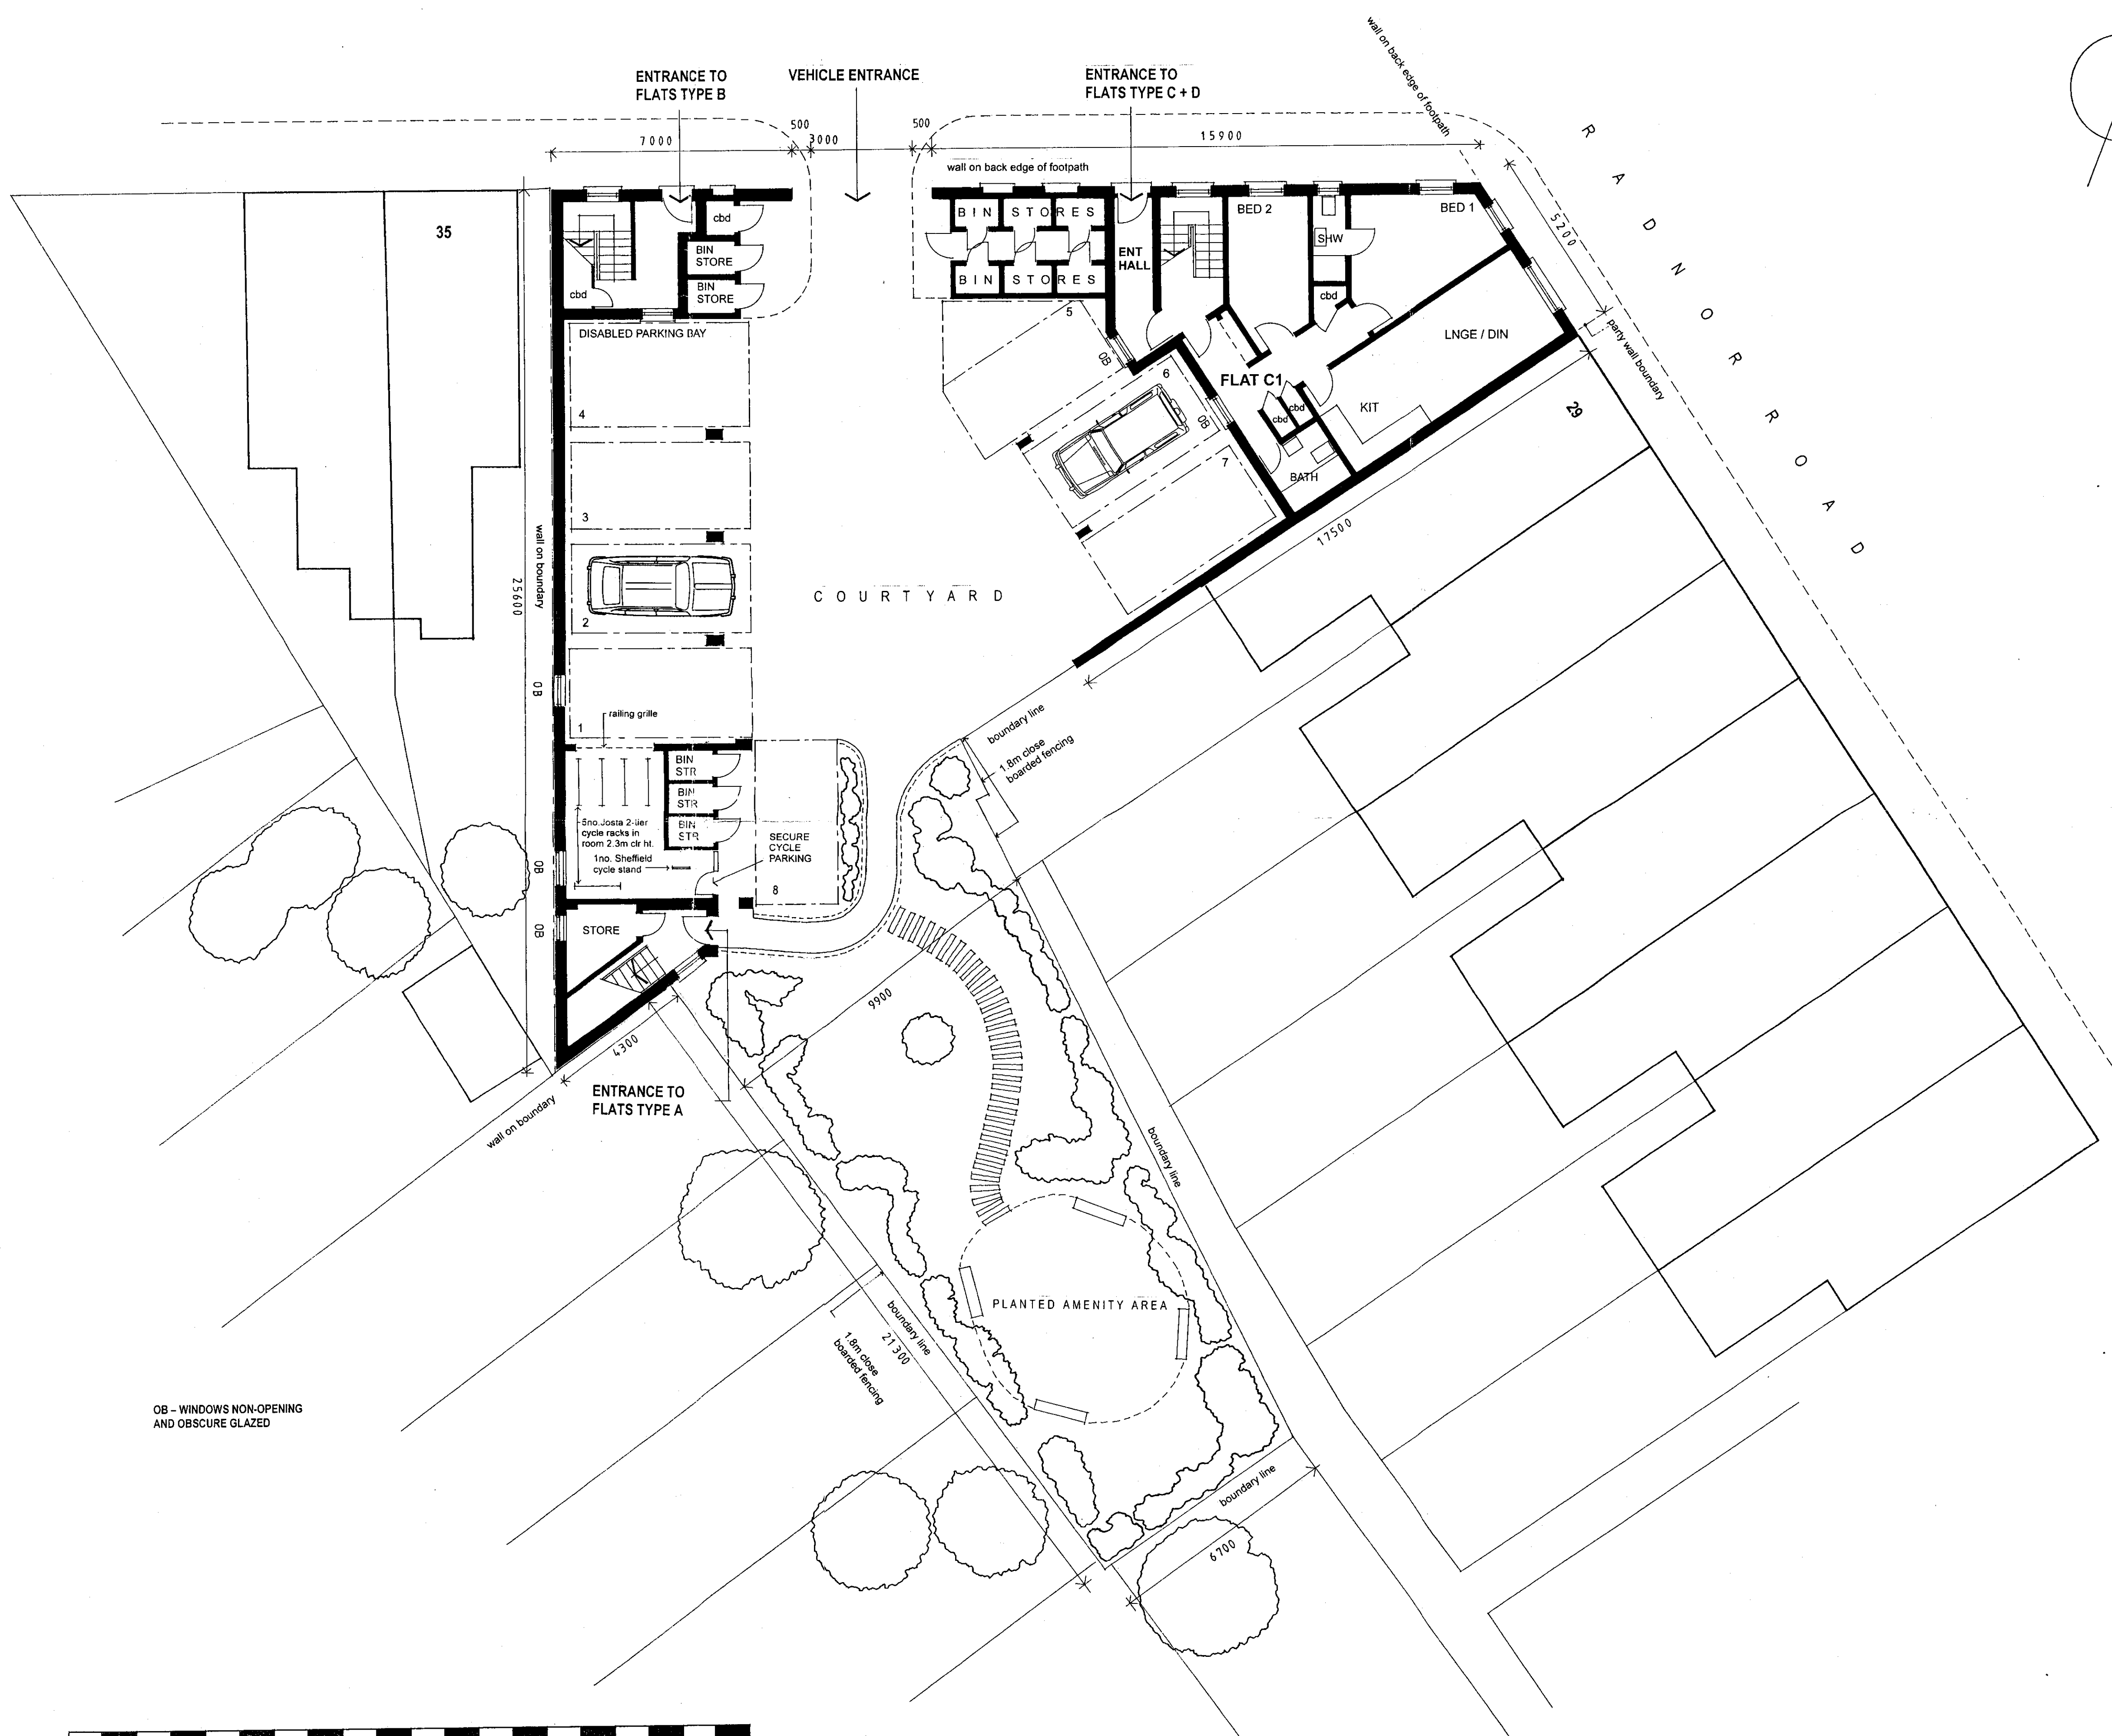 wall on back edge of footpath
ENTRANCE TO
FLATS TYPE B
VEHICLE ENTRANCE
ENTRANCE TO
FLATS TYPE C + D
7000
500
3000
500
15900
wall on back edge of footpath
RADNOR ROAD
5200
party wall boundary
35
cbd
BIN
STORE
BIN
STORE
cbd
BIN STORES
BIN STORES
ENT
HALL
BED 2
SHW
BED 1
cbd
LNGE / DIN
DISABLED PARKING BAY
4
3
2
1
5
6
7
OB
OB
FLAT C1
cbd
cbd
KIT
BATH
29
17500
wall on boundary
25600
COURTYARD
OB
railing grille
BIN
STR
BIN
STR
BIN
STR
5no.Josta 2-tier
cycle racks in
room 2.3m clr ht.
1no. Sheffield
cycle stand
SECURE
CYCLE
PARKING
8
OB
OB
STORE
boundary line
1.8m close
boarded fencing
9900
4300
wall on boundary
ENTRANCE TO
FLATS TYPE A
boundary line
PLANTED AMENITY AREA
boundary line
21300
1.8m close
boarded fencing
boundary line
6700
OB – WINDOWS NON-OPENING
AND OBSCURE GLAZED